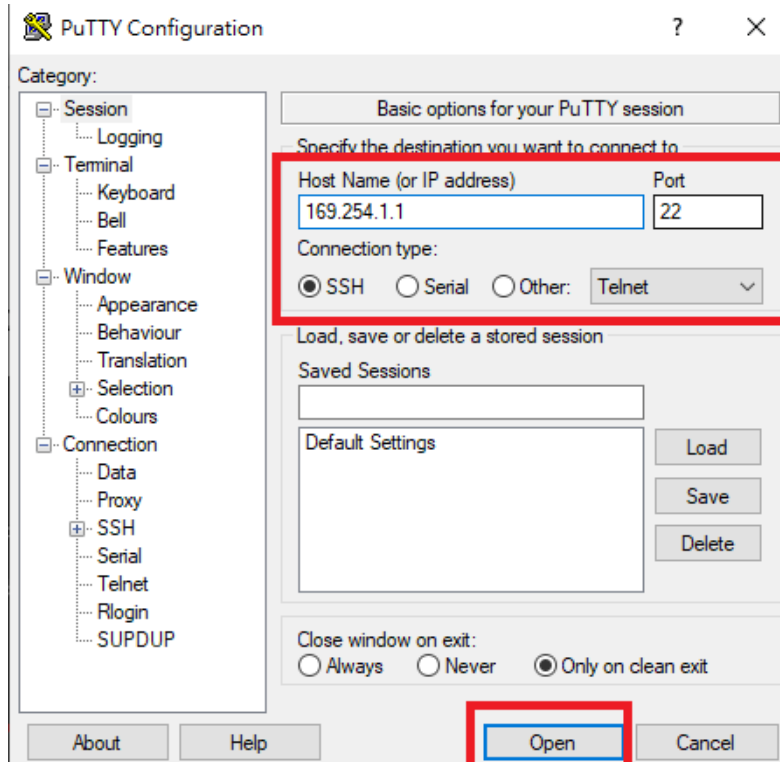 PuTTY Configuration
?
Category:
Session
Logging
Terminal
Keyboard
Bell
Features
Window
Appearance
Behaviour
Translation
Selection
Colours
Connection
Data
Proxy
SSH
Serial
Telnet
Rlogin
SUPDUP
Basic options for your PuTTY session
Specify the destination you want to connect to
Host Name (or IP address) Port
169.254.1.1 22
Connection type:
SSH Serial Other: Telnet
Load, save or delete a stored session
Saved Sessions
Default Settings
Load
Save
Delete
Close window on exit:
Always Never Only on clean exit
About Help Open Cancel